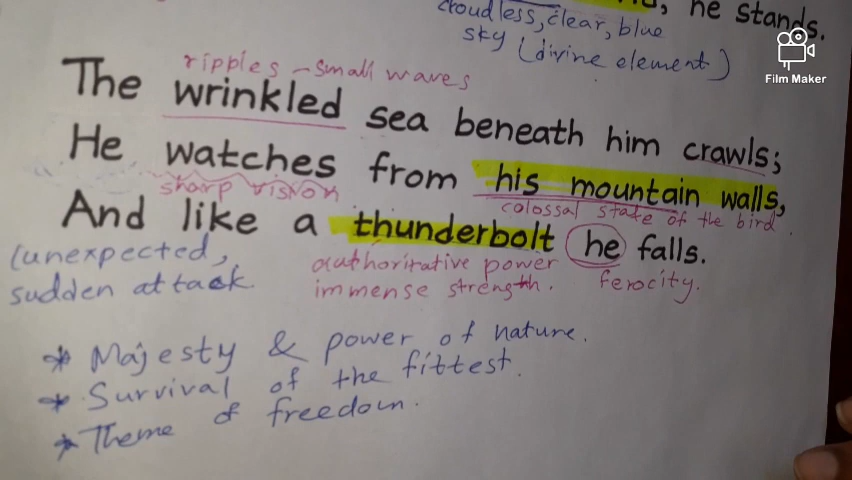 he stands.
cloudless, clear, blue
sky (divine element)
Film Maker
ripples - small waves
The wrinkled sea beneath him crawls;
He watches from his mountain walls,
sharp vision
colossal state of the bird
And like a thunderbolt he falls.
(unexpected,
sudden attack
authoritative power
immense strength.
ferocity.
* Majesty & power of nature.
* Survival of the fittest.
* Theme of freedom.